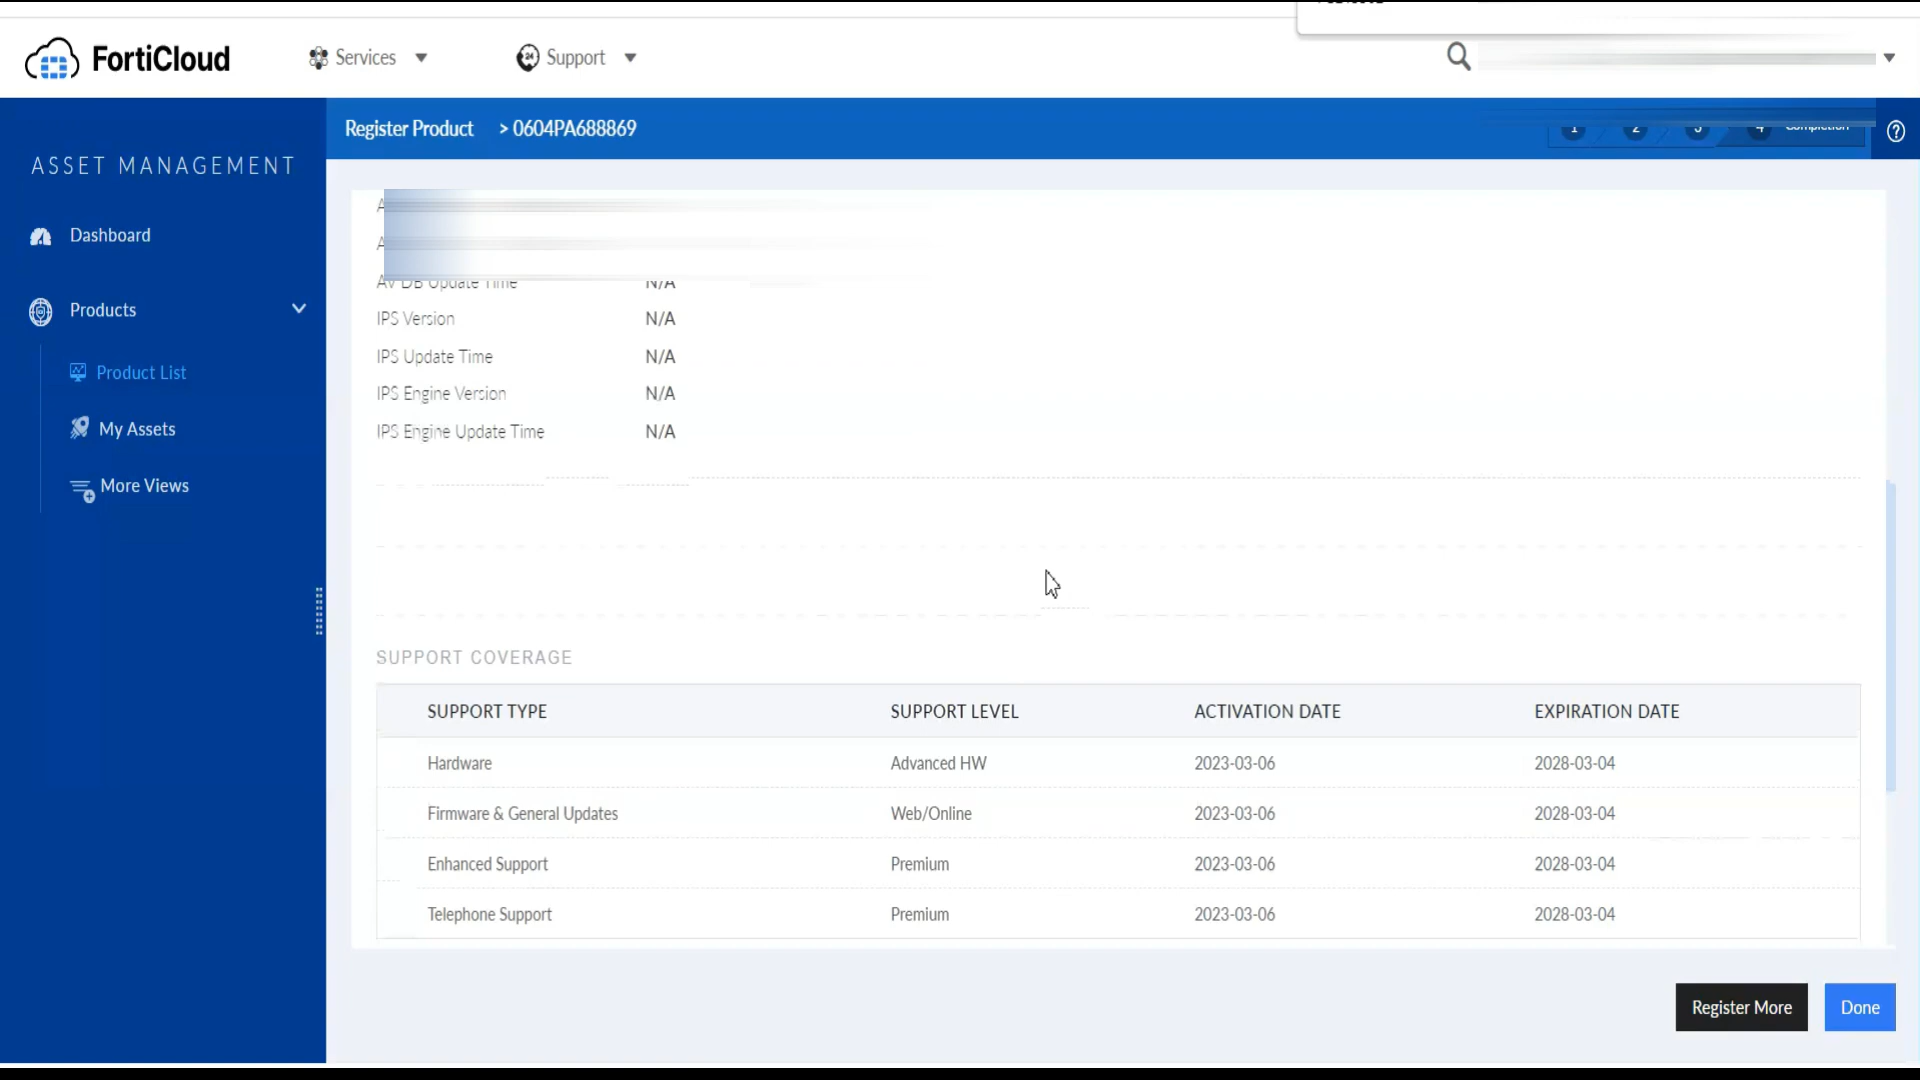 FortiCloud Services Support
Register Product > 0604PA688869
1 2 3 4 Completion
ASSET MANAGEMENT
Dashboard
Products
Product List
My Assets
More Views
AV DB Update Time N/A
IPS Version N/A
IPS Update Time N/A
IPS Engine Version N/A
IPS Engine Update Time N/A
SUPPORT COVERAGE
SUPPORT TYPE SUPPORT LEVEL ACTIVATION DATE EXPIRATION DATE
Hardware Advanced HW 2023-03-06 2028-03-04
Firmware & General Updates Web/Online 2023-03-06 2028-03-04
Enhanced Support Premium 2023-03-06 2028-03-04
Telephone Support Premium 2023-03-06 2028-03-04
Register More Done